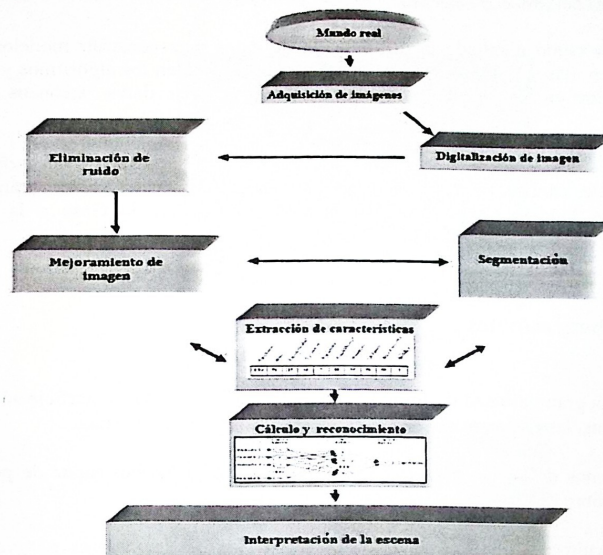 Mundo real
Adquisición de imágenes
Digitalización de imagen
Eliminación de
ruido
Mejoramiento de
imagen
Segmentación
Extracción de características
Cálculo y reconocimiento
Interpretación de la escena